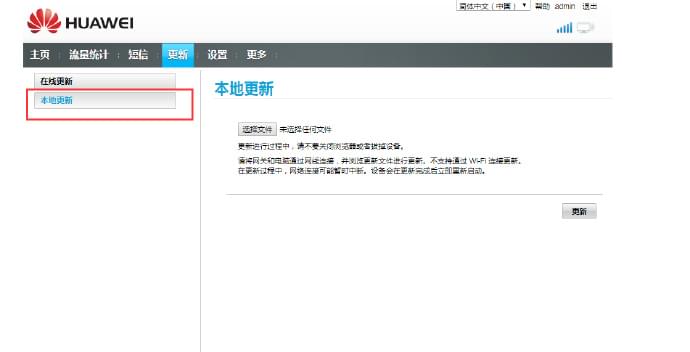 简体中文（中国） 帮助 admin 退出
HUAWEI
主页 流量统计 短信 更新 设置 更多
在线更新
本地更新
本地更新
选择文件 未选择任何文件
更新进行过程中，请不要关闭浏览器或者拔掉设备。
请将网关和电脑通过网线连接，并浏览更新文件进行更新。不支持通过 Wi-Fi 连接更新。
在更新过程中，网络连接可能暂时中断。设备会在更新完成后立即重新启动。
更新